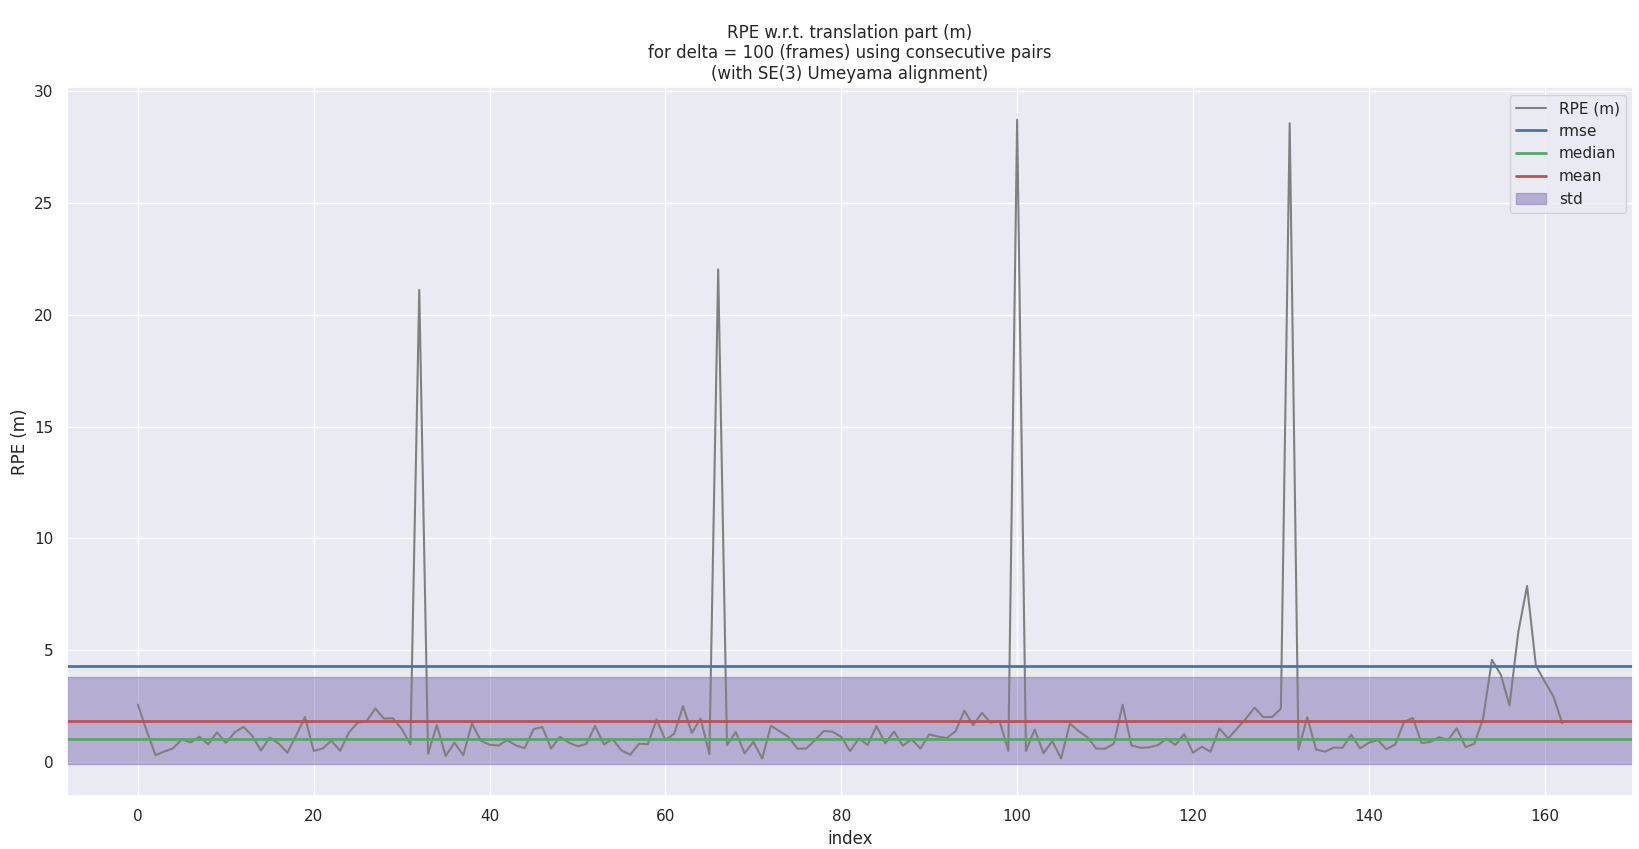 RPE w.r.t. translation part (m)
for delta = 100 (frames) using consecutive pairs
(with SE(3) Umeyama alignment)
30
25
20
15
10
5
0
RPE (m)
RPE (m)
rmse
median
mean
std
0
20
40
60
80
100
120
140
160
index